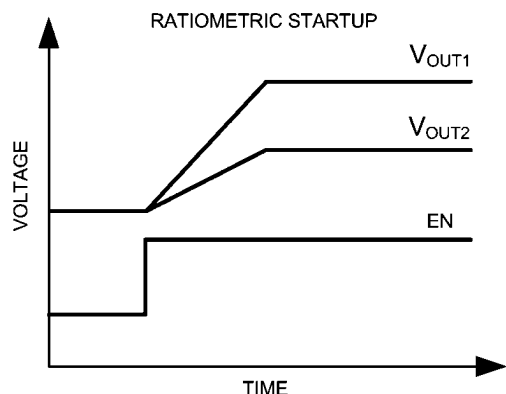 RATIOMETRIC STARTUP
VOUT1
VOUT2
VOLTAGE
EN
TIME